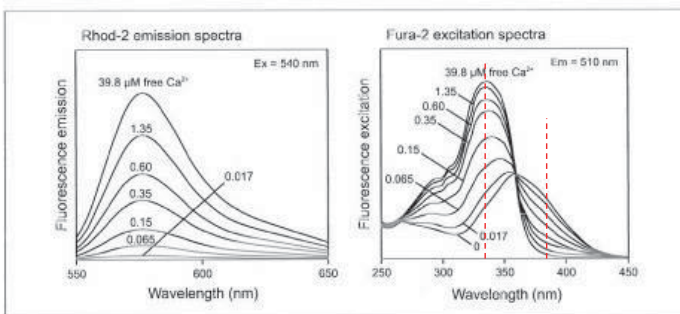 Rhod-2 emission spectra
Ex = 540 nm
39.8 µM free Ca²⁺
1.35
0.60
0.35
0.15
0.065
0.017
Fluorescence emission
550
600
650
Wavelength (nm)
Fura-2 excitation spectra
Em = 510 nm
39.8 µM free Ca²⁺
1.35
0.60
0.35
0.15
0.065
0.017
0
Fluorescence excitation
250
300
350
400
450
Wavelength (nm)